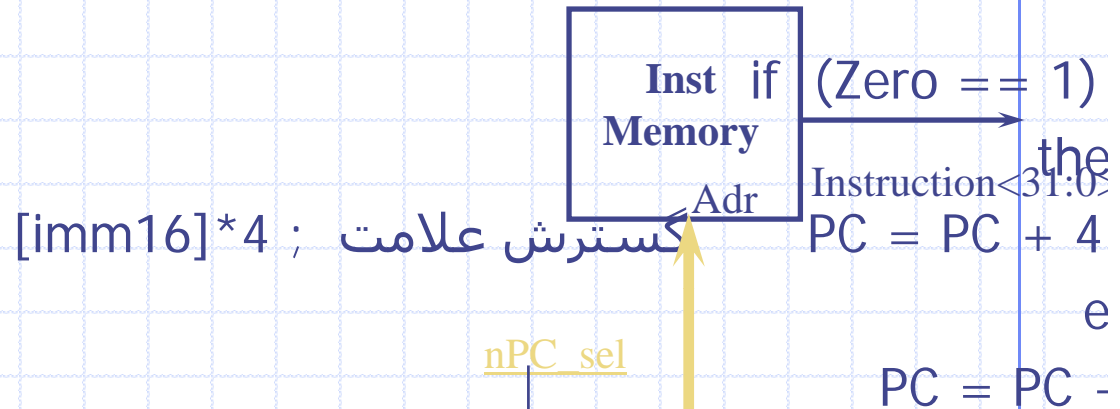 Inst
Memory
Adr
if (Zero == 1)
the
Instruction<31:0>
PC = PC + 4 گسترش علامت ; [imm16]*4
e
nPC_sel
PC = PC -